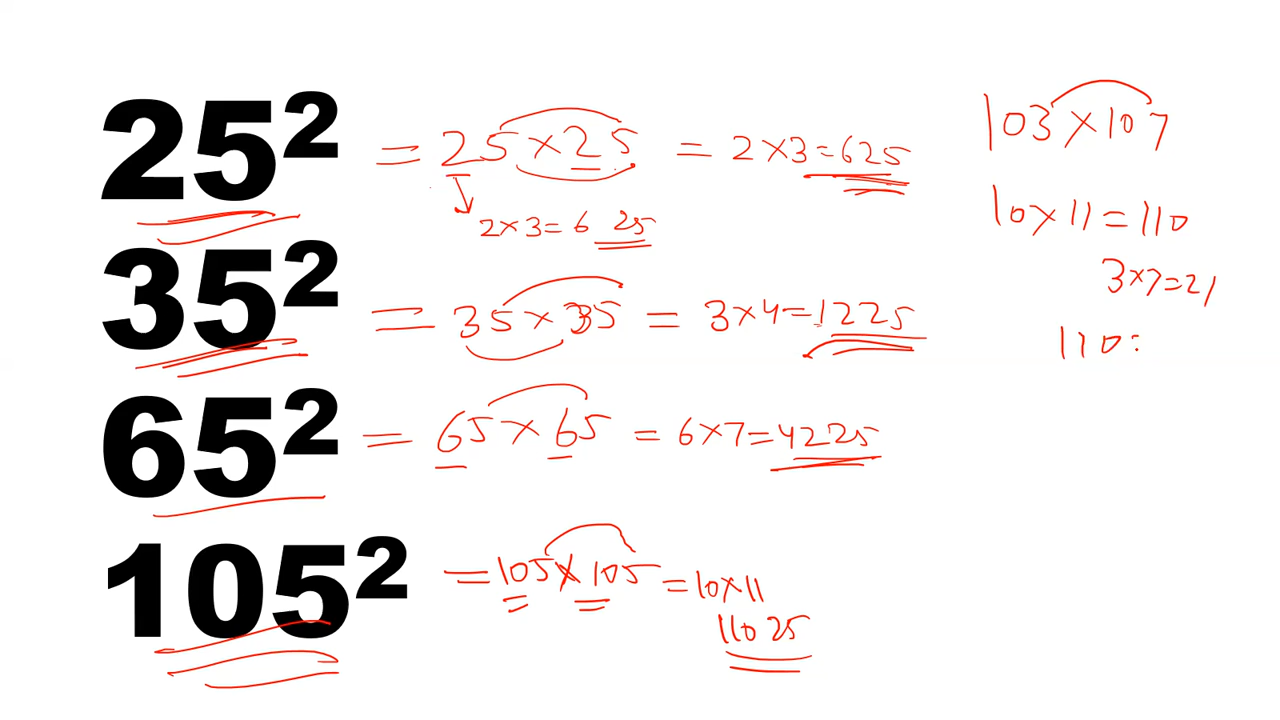 25² = 25 × 25 = 2 × 3 = 625
2 × 3 = 6 25
35² = 35 × 35 = 3 × 4 = 1225
65² = 65 × 65 = 6 × 7 = 4225
105² = 105 × 105 = 10 × 11
11025
103 × 107
10 × 11 = 110
3 × 7 = 21
110